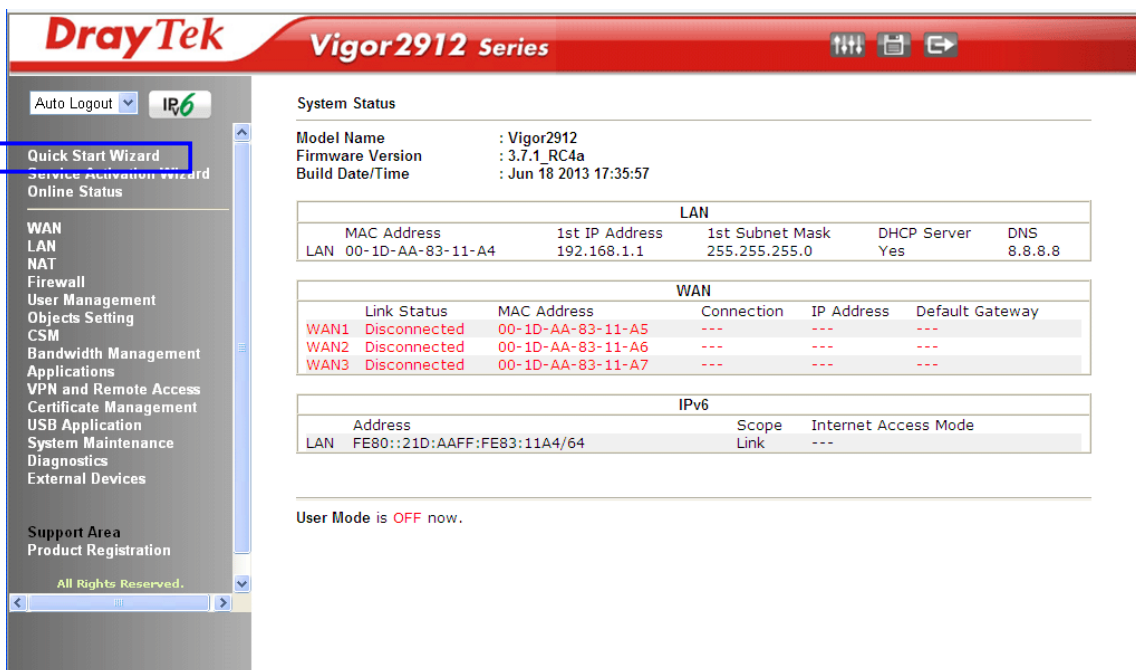 DrayTek
Vigor2912 Series
Auto Logout
IPv6
Quick Start Wizard
Service Activation Wizard
Online Status
WAN
LAN
NAT
Firewall
User Management
Objects Setting
CSM
Bandwidth Management
Applications
VPN and Remote Access
Certificate Management
USB Application
System Maintenance
Diagnostics
External Devices
Support Area
Product Registration
All Rights Reserved.
System Status
Model Name : Vigor2912
Firmware Version : 3.7.1_RC4a
Build Date/Time : Jun 18 2013 17:35:57
LAN
MAC Address 1st IP Address 1st Subnet Mask DHCP Server DNS
LAN 00-1D-AA-83-11-A4 192.168.1.1 255.255.255.0 Yes 8.8.8.8
WAN
Link Status MAC Address Connection IP Address Default Gateway
WAN1 Disconnected 00-1D-AA-83-11-A5 --- --- ---
WAN2 Disconnected 00-1D-AA-83-11-A6 --- --- ---
WAN3 Disconnected 00-1D-AA-83-11-A7 --- --- ---
IPv6
Address Scope Internet Access Mode
LAN FE80::21D:AAFF:FE83:11A4/64 Link ---
User Mode is OFF now.